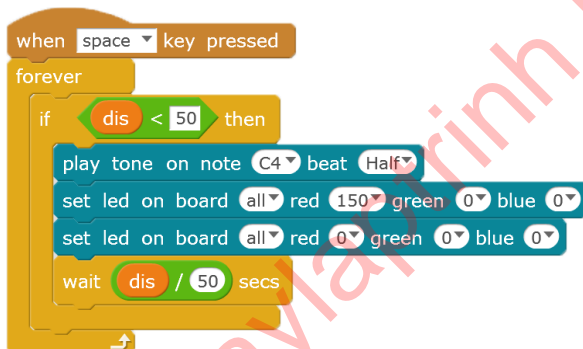 when space key pressed
forever
if dis < 50 then
play tone on note C4 beat Half
set led on board all red 150 green 0 blue 0
set led on board all red 0 green 0 blue 0
wait dis / 50 secs